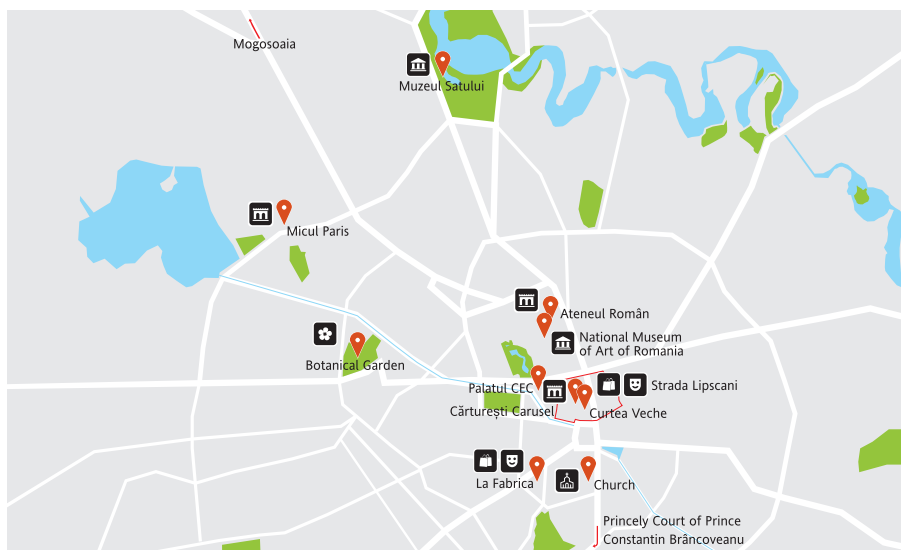 Mogosoaia
Muzeul Satului
Micul Paris
Ateneul Român
National Museum
of Art of Romania
Botanical Garden
Palatul CEC
Strada Lipscani
Cărturești Carusel
Curtea Veche
La Fabrica
Church
Princely Court of Prince
Constantin Brâncoveanu